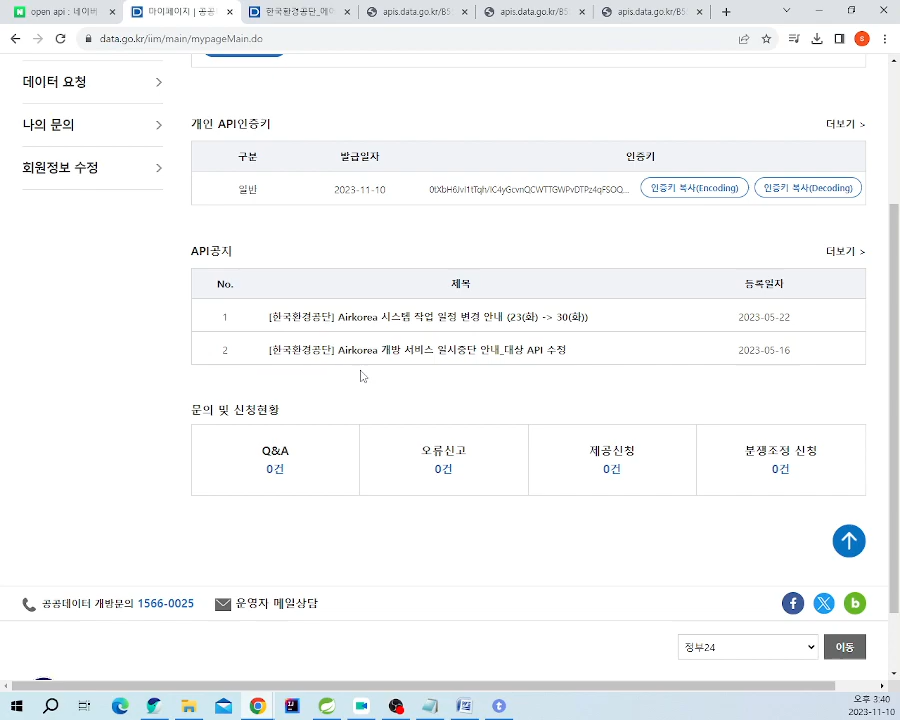 open api : 네이버
마이페이지 | 공공
한국환경공단_에어
apis.data.go.kr/B5
apis.data.go.kr/B5
apis.data.go.kr/B5
data.go.kr/iim/main/mypageMain.do
s
데이터 요청
나의 문의
회원정보 수정
개인 API인증키
더보기 >
구분 발급일자 인증키
일반 2023-11-10 인증키 복사(Encoding) 인증키 복사(Decoding)
API공지
더보기 >
No. 제목 등록일지
1 [한국환경공단] Airkorea 시스템 작업 일정 변경 안내 (23(화) -> 30(화))
2023-05-22
2 [한국환경공단] Airkorea 개방 서비스 일시중단 안내_대상 API 수정
2023-05-16
문의 및 신청현황
Q&A 오류신고 제공신청 분쟁조정 신청
0건 0건 0건 0건
공공데이터 개방문의 1566-0025 운영자 메일상담
정부24 이동
오후 3:40
2023-11-10